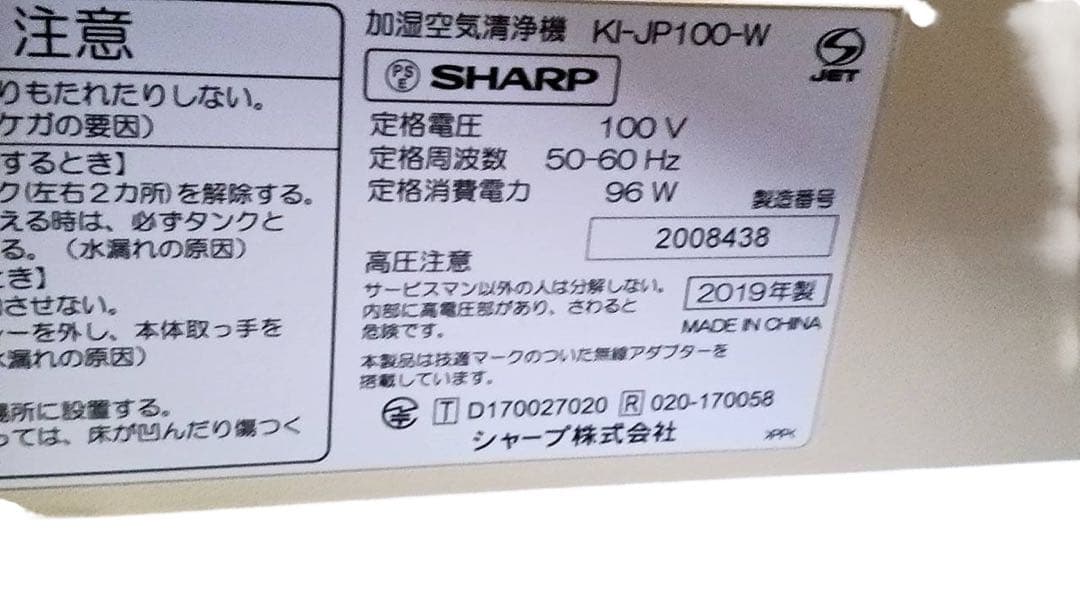 注意
りもたれたりしない。
ケガの要因）
するとき】
ク(左右２カ所)を解除する。
える時は、必ずタンクと
る。（水漏れの原因）
とき】
させない。
ーを外し、本体取っ手を
水漏れの原因）
場所に設置する。
っては、床が凹んだり傷つく
加湿空気清浄機 KI-JP100-W
JET
PSE SHARP
定格電圧 100 V
定格周波数 50-60 Hz
定格消費電力 96 W
製造番号
2008438
高圧注意
サービスマン以外の人は分解しない。
内部に高電圧部があり、さわると
危険です。
2019年製
MADE IN CHINA
本製品は技適マークのついた無線アダプターを
搭載しています。
T D170027020 R 020-170058
シャープ株式会社
>PP<